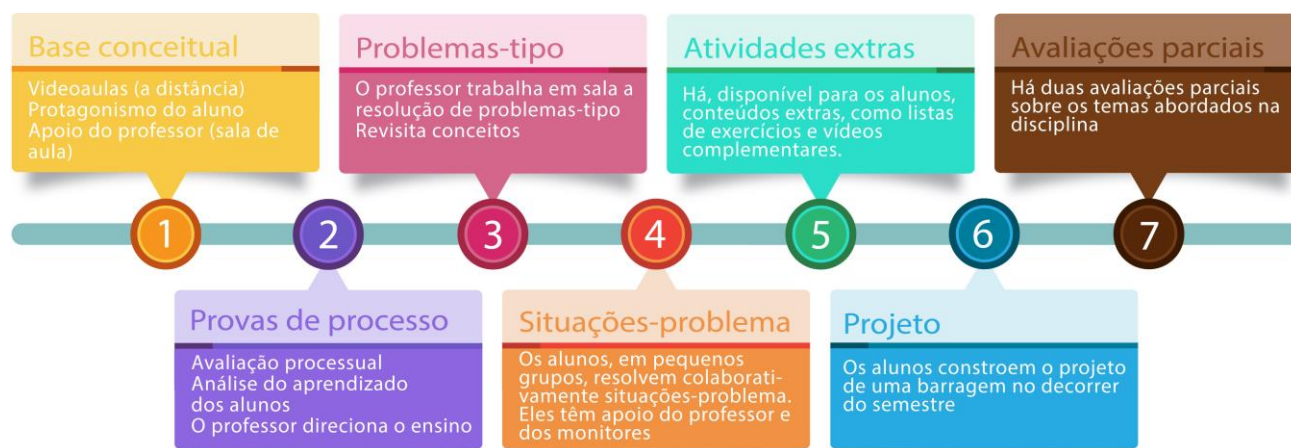 Base conceitual
Videoaulas (a distância)
Protagonismo do aluno
Apoio do professor (sala de
aula)
Problemas-tipo
O professor trabalha em sala a
resolução de problemas-tipo
Revisita conceitos
Atividades extras
Há, disponível para os alunos,
conteúdos extras, como listas
de exercícios e vídeos
complementares.
Avaliações parciais
Há duas avaliações parciais
sobre os temas abordados na
disciplina
1
2
3
4
5
6
7
Provas de processo
Avaliação processual
Análise do aprendizado
dos alunos
O professor direciona o ensino
Situações-problema
Os alunos, em pequenos
grupos, resolvem colaborati-
vamente situações-problema.
Eles têm apoio do professor e
dos monitores
Projeto
Os alunos constroem o projeto
de uma barragem no decorrer
do semestre